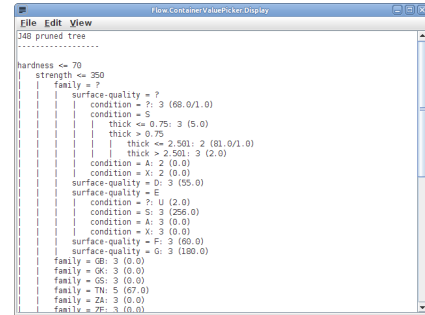 Flow.ContainerValuePicker.Display
File Edit View
J48 pruned tree
------------------
hardness <= 70
|   strength <= 350
|   |   family = ?
|   |   |   surface-quality = ?
|   |   |   |   condition = ?: 3 (68.0/1.0)
|   |   |   |   condition = S
|   |   |   |   |   thick <= 0.75: 3 (5.0)
|   |   |   |   |   thick > 0.75
|   |   |   |   |   |   thick <= 2.501: 2 (81.0/1.0)
|   |   |   |   |   |   thick > 2.501: 3 (2.0)
|   |   |   |   condition = A: 2 (0.0)
|   |   |   |   condition = X: 2 (0.0)
|   |   |   surface-quality = D: 3 (55.0)
|   |   |   surface-quality = E
|   |   |   |   condition = ?: U (2.0)
|   |   |   |   condition = S: 3 (256.0)
|   |   |   |   condition = A: 3 (0.0)
|   |   |   |   condition = X: 3 (0.0)
|   |   |   surface-quality = F: 3 (60.0)
|   |   |   surface-quality = G: 3 (180.0)
|   |   family = GB: 3 (0.0)
|   |   family = GK: 3 (0.0)
|   |   family = GS: 3 (0.0)
|   |   family = TN: 5 (67.0)
|   |   family = ZA: 3 (0.0)
|   |   family = ZF: 3 (0.0)